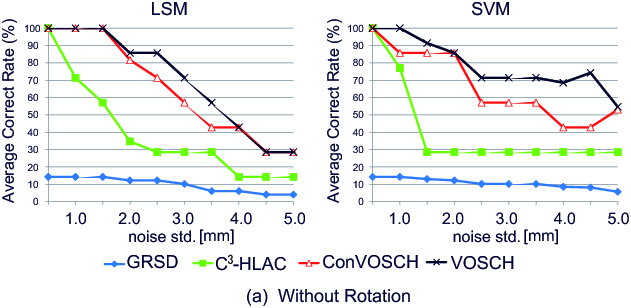 LSM
SVM
Average Correct Rate (%)
100
90
80
70
60
50
40
30
20
10
0
1.0 2.0 3.0 4.0 5.0
noise std. [mm]
Average Correct Rate (%)
100
90
80
70
60
50
40
30
20
10
0
1.0 2.0 3.0 4.0 5.0
noise std. [mm]
GRSD C³-HLAC ConVOSCH VOSCH
(a) Without Rotation